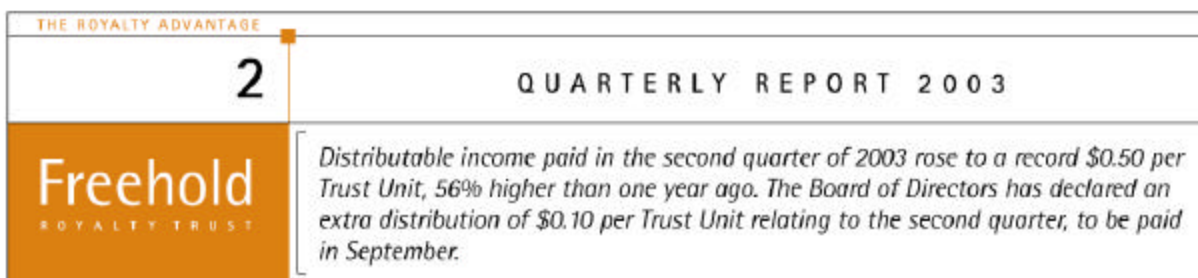 THE ROYALTY ADVANTAGE
2
QUARTERLY REPORT 2003
Freehold
ROYALTY TRUST
Distributable income paid in the second quarter of 2003 rose to a record $0.50 per
Trust Unit, 56% higher than one year ago. The Board of Directors has declared an
extra distribution of $0.10 per Trust Unit relating to the second quarter, to be paid
in September.